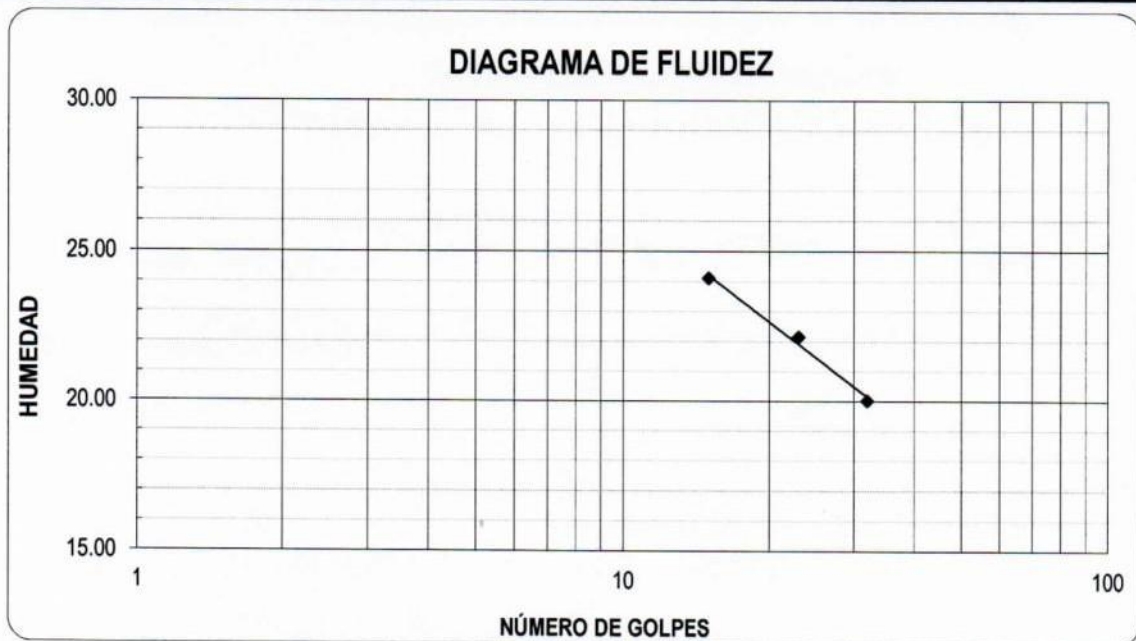 DIAGRAMA DE FLUIDEZ
30.00
25.00
20.00
15.00
HUMEDAD
1 10 100
NÚMERO DE GOLPES